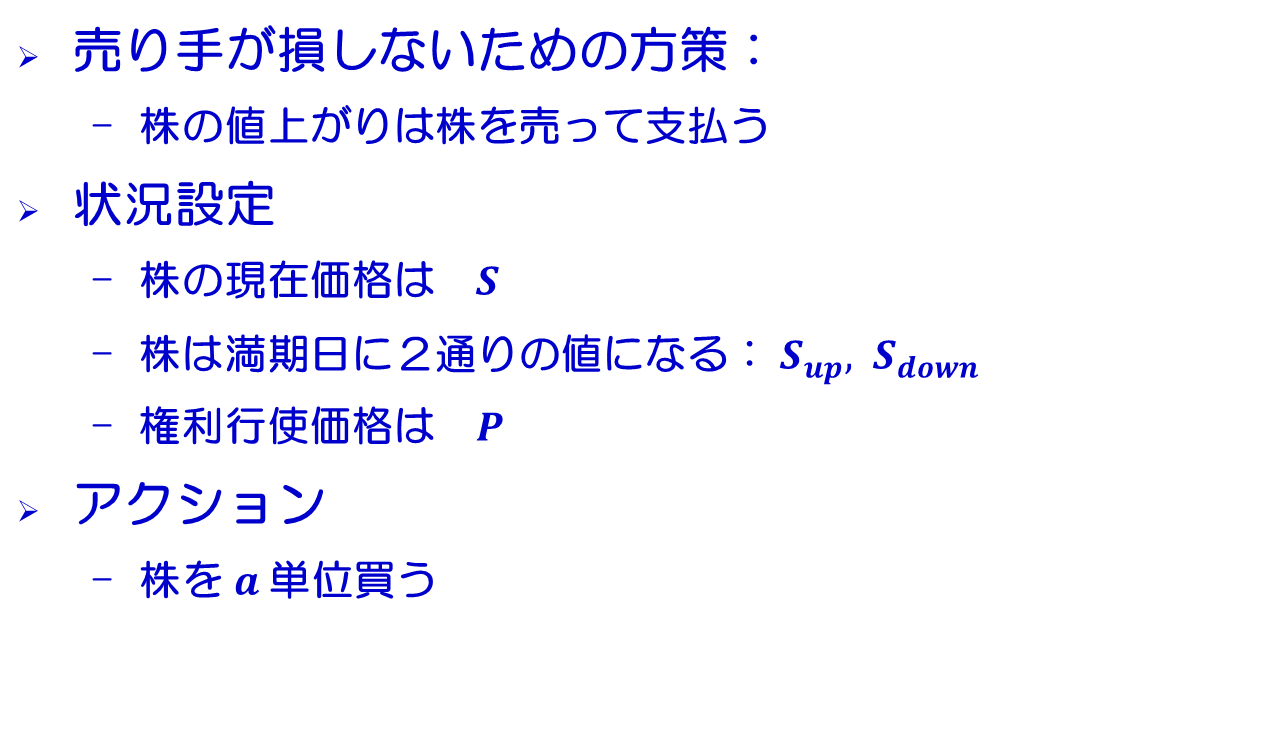 ➢ 売り手が損しないための方策：
– 株の値上がりは株を売って支払う
➢ 状況設定
– 株の現在価格は　S
– 株は満期日に２通りの値になる： S_up, S_down
– 権利行使価格は　P
➢ アクション
– 株を a 単位買う